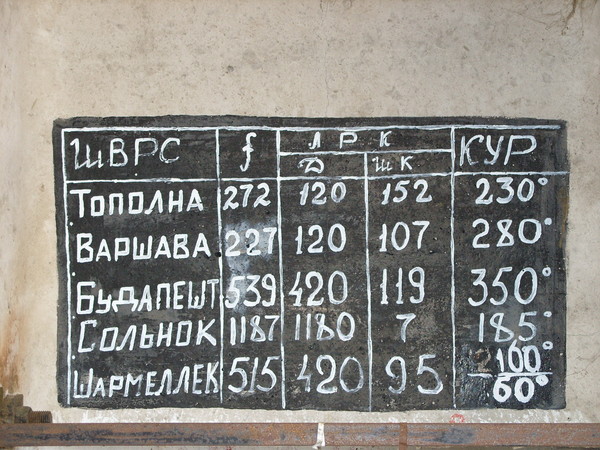 ШВРС f ЛРК КУР
Д ШК
ТОПОЛНА 272 120 152 230°
ВАРШАВА 227 120 107 280°
БУДАПЕШТ 539 420 119 350°
СОЛЬНОК 1187 1180 7 185°
ШАРМЕЛЛЕК 515 420 95 100°
60°